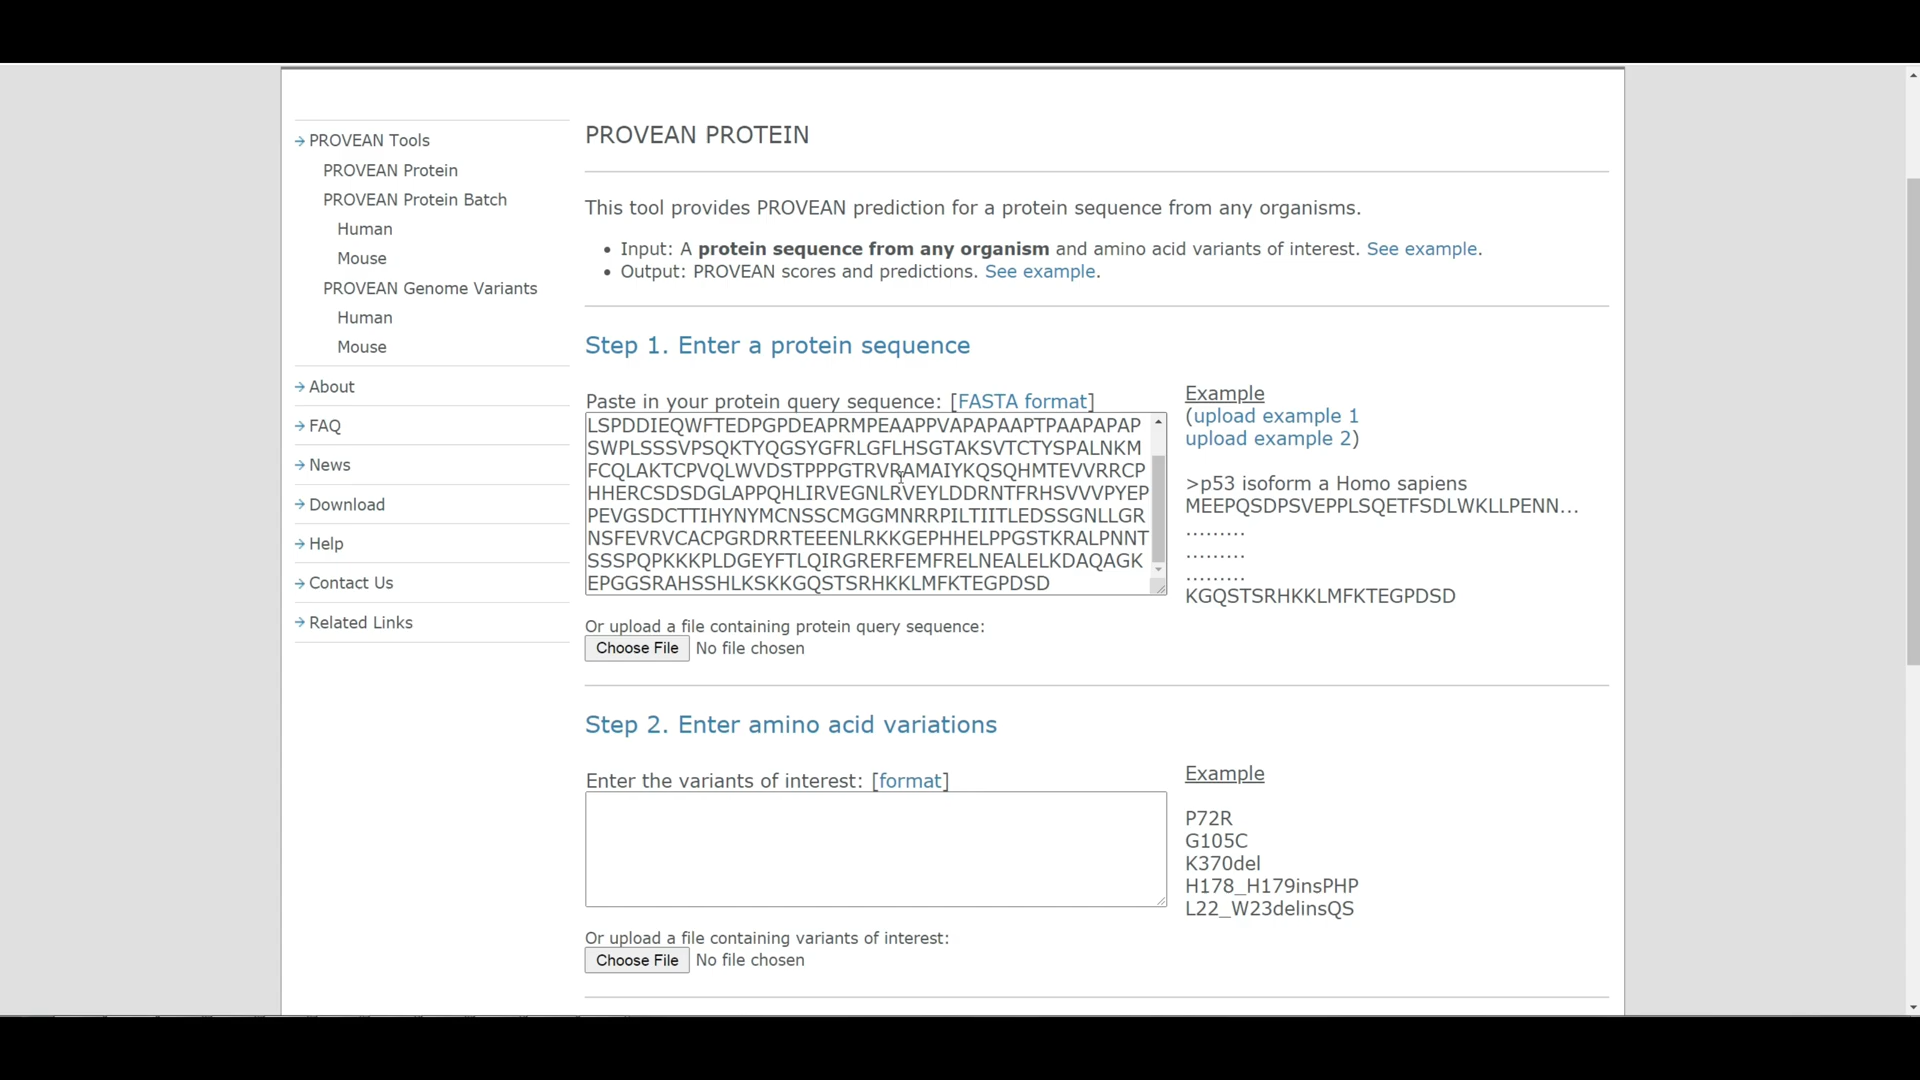 PROVEAN Tools
PROVEAN Protein
PROVEAN Protein Batch
Human
Mouse
PROVEAN Genome Variants
Human
Mouse
About
FAQ
News
Download
Help
Contact Us
Related Links
PROVEAN PROTEIN
This tool provides PROVEAN prediction for a protein sequence from any organisms.
• Input: A protein sequence from any organism and amino acid variants of interest. See example.
• Output: PROVEAN scores and predictions. See example.
Step 1. Enter a protein sequence
Paste in your protein query sequence: [FASTA format]
LSPDDIEQWFTEDPGPDEAPRMPEAAPPVAPAPAAPTPAAPAPAP
SWPLSSSVPSQKTYQGSYGFRLGFLHSGTAKSVTCTYSPALNKM
FCQLAKTCPVQLWVDSTPPPGTRVRAMAIYKQSQHMTEVVRRCP
HHERCSDSDGLAPPQHLIRVEGNLRVEYLDDRNTFRHSVVVPYEP
PEVGSDCTTIHYNYMCNSSCMGGMNRRPILTIITLEDSSGNLLGR
NSFEVRVCACPGRDRRTEEENLRKKGEPHHELPPGSTKRALPNNT
SSSPQPKKKPLDGEYFTLQIRGRERFEMFRELNEALELKDAQAGK
EPGGSRAHSSHLKSKKGQSTSRHKKLMFKTEGPDSD
Or upload a file containing protein query sequence:
Choose File No file chosen
Example
(upload example 1
upload example 2)
>p53 isoform a Homo sapiens
MEEPQSDPSVEPPLSQETFSDLWKLLPENN...
.........
.........
.........
KGQSTSRHKKLMFKTEGPDSD
Step 2. Enter amino acid variations
Enter the variants of interest: [format]
Or upload a file containing variants of interest:
Choose File No file chosen
Example
P72R
G105C
K370del
H178_H179insPHP
L22_W23delinsQS